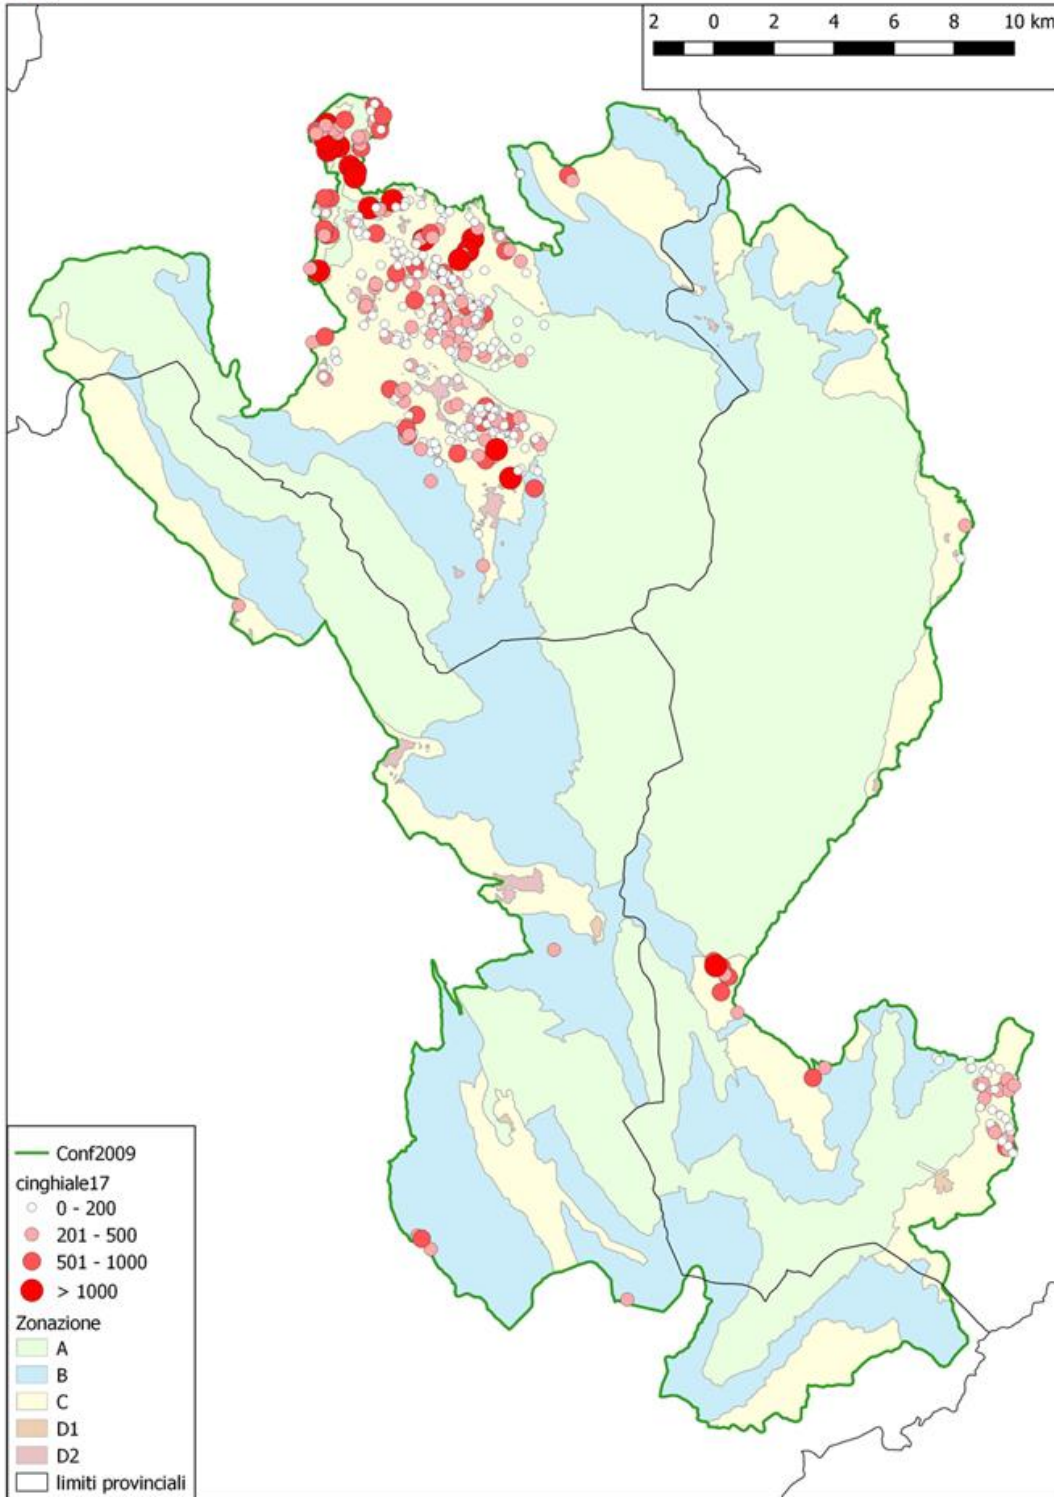 2 0 2 4 6 8 10 km
Conf2009
cinghiale17
0 - 200
201 - 500
501 - 1000
> 1000
Zonazione
A
B
C
D1
D2
limiti provinciali